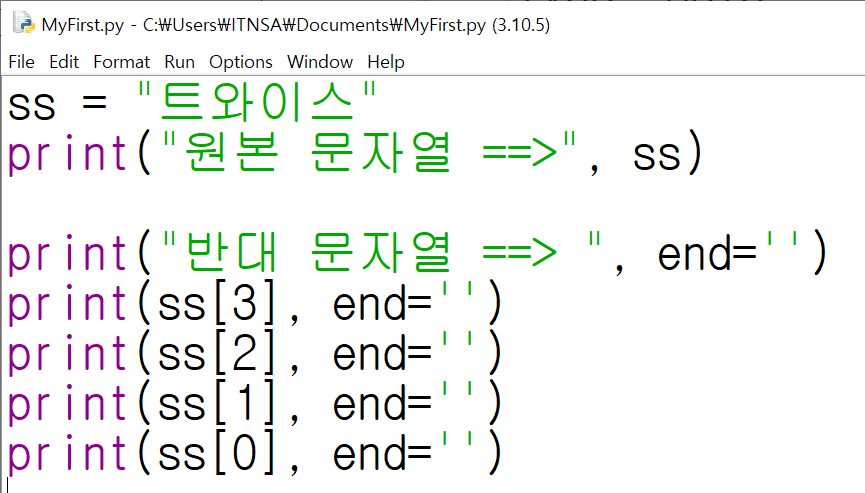 MyFirst.py - C:₩Users₩ITNSA₩Documents₩MyFirst.py (3.10.5)
File Edit Format Run Options Window Help
ss = "트와이스"
print("원본 문자열 ==>", ss)
print("반대 문자열 ==> ", end='')
print(ss[3], end='')
print(ss[2], end='')
print(ss[1], end='')
print(ss[0], end='')